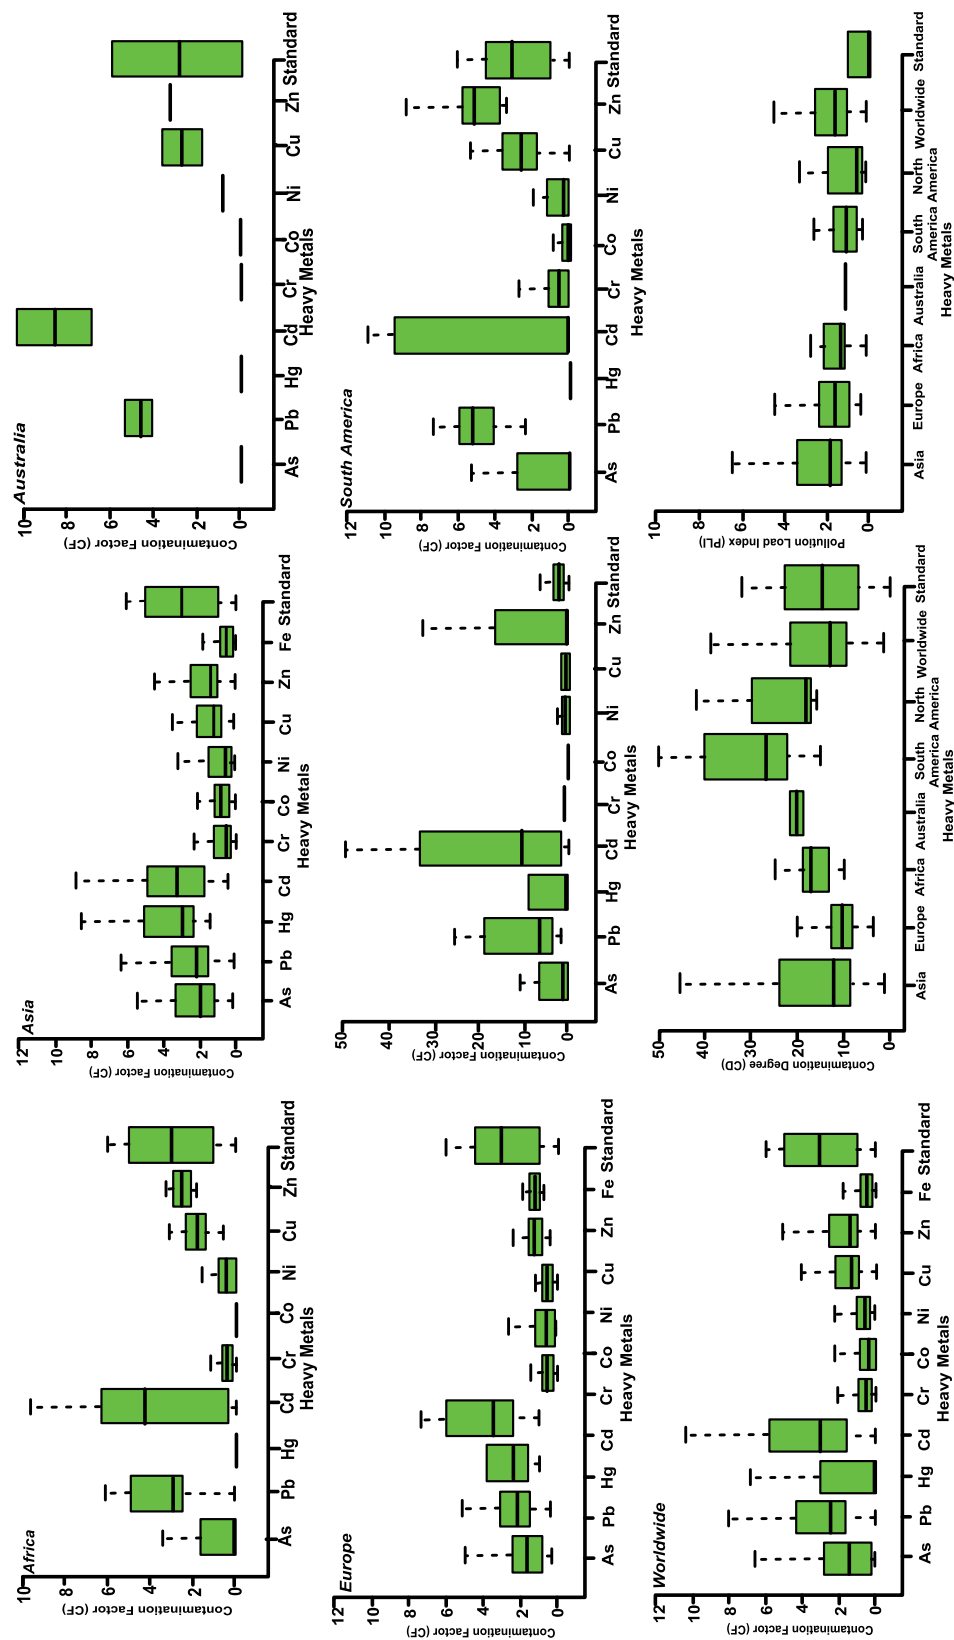 Africa
Contamination Factor (CF)
10
8
6
4
2
0
As Pb Hg Cd Cr Co Ni Cu Zn Standard
Heavy Metals
Asia
Contamination Factor (CF)
12
10
8
6
4
2
0
As Pb Hg Cd Cr Co Ni Cu Zn Fe Standard
Heavy Metals
Australia
Contamination Factor (CF)
10
8
6
4
2
0
As Pb Hg Cd Cr Co Ni Cu Zn Standard
Heavy Metals
Europe
Contamination Factor (CF)
12
10
8
6
4
2
0
As Pb Hg Cd Cr Co Ni Cu Zn Fe Standard
Heavy Metals
Contamination Factor (CF)
50
40
30
20
10
0
As Pb Hg Cd Cr Co Ni Cu Zn Standard
Heavy Metals
South America
Contamination Factor (CF)
12
10
8
6
4
2
0
As Pb Hg Cd Cr Co Ni Cu Zn Standard
Heavy Metals
Worldwide
Contamination Factor (CF)
12
10
8
6
4
2
0
As Pb Hg Cd Cr Co Ni Cu Zn Fe Standard
Heavy Metals
Contamination Degree (CD)
50
40
30
20
10
0
Asia Europe Africa Australia South America North America Worldwide Standard
Heavy Metals
Pollution Load Index (PLI)
10
8
6
4
2
0
Asia Europe Africa Australia South America North America Worldwide Standard
Heavy Metals